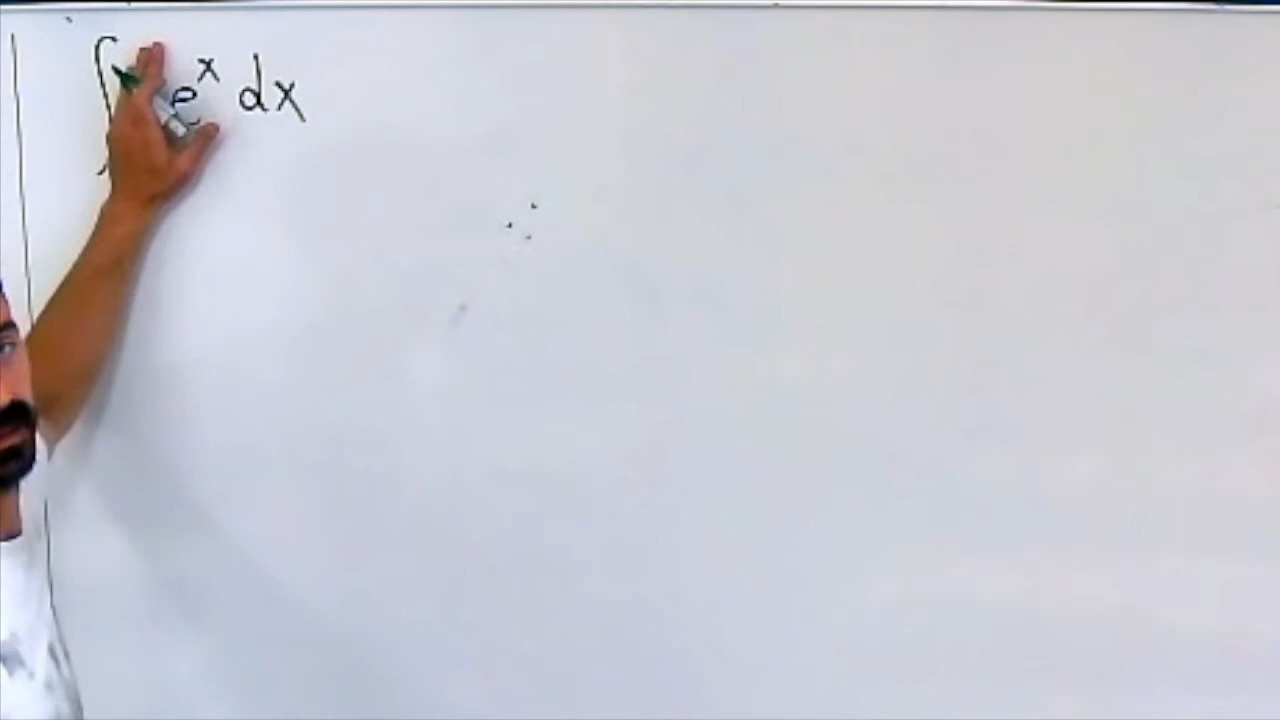 ∫ e^x dx